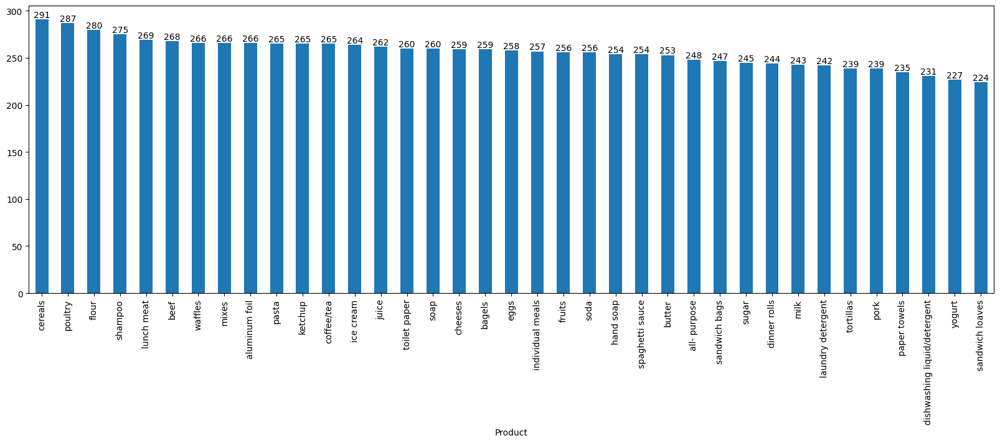 300
250
200
150
100
50
0
291
287
280
275
269
268
266
266
266
265
265
265
264
262
260
260
259
259
258
257
256
256
254
254
253
248
247
245
244
243
242
239
239
235
231
227
224
cereals
poultry
flour
shampoo
lunch meat
beef
waffles
mixes
aluminum foil
pasta
ketchup
coffee/tea
ice cream
juice
toilet paper
soap
cheeses
bagels
eggs
individual meals
fruits
soda
hand soap
spaghetti sauce
butter
all- purpose
sandwich bags
sugar
dinner rolls
milk
laundry detergent
tortillas
pork
paper towels
dishwashing liquid/detergent
yogurt
sandwich loaves
Product